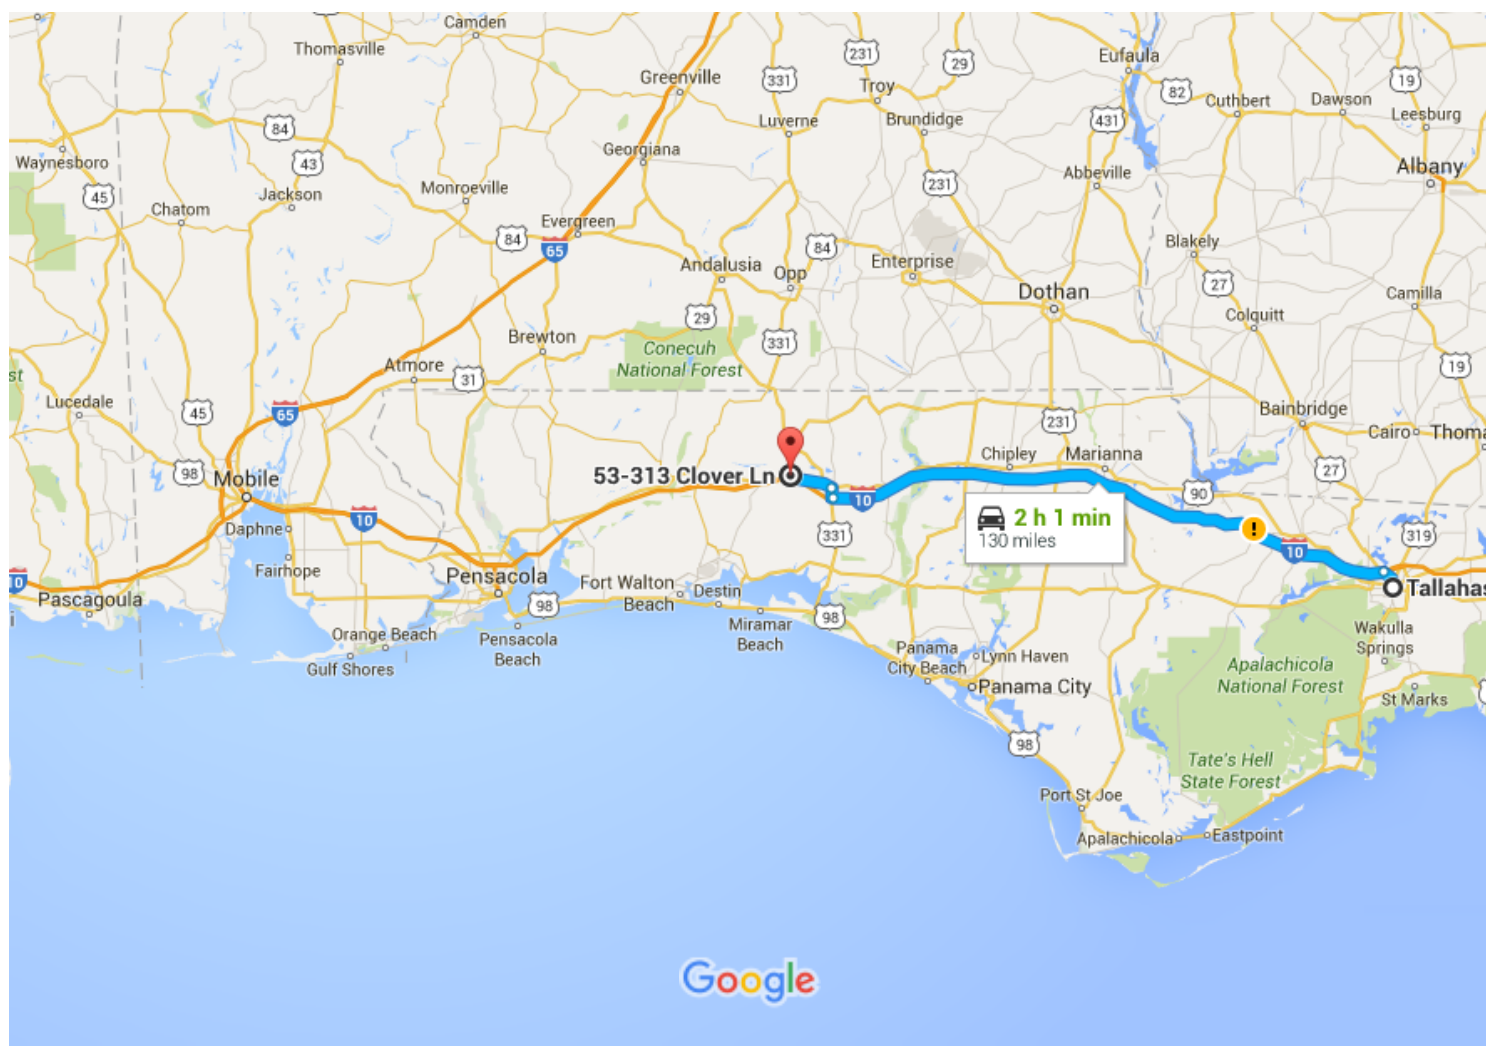 Camden
Thomasville
231
Eufaula
Greenville
331
29
Troy
19
82
Cuthbert
Dawson
Leesburg
84
Luverne
Brundidge
431
Waynesboro
43
Georgiana
Albany
45
Jackson
Monroeville
231
Abbeville
Chatom
Evergreen
84
65
84
Blakely
Andalusia
Opp
Enterprise
27
Dothan
Camilla
29
Colquitt
Brewton
331
Conecuh
National Forest
st
Atmore
31
19
Lucedale
45
65
Bainbridge
231
Cairo
Thoma
Chipley
Marianna
98
Mobile
53-313 Clover Ln
27
10
90
10
2 h 1 min
130 miles
!
Daphne
331
319
10
Fairhope
Pensacola
10
Fort Walton
Beach
Destin
Tallahas
Pascagoula
i
98
98
Miramar
Beach
Orange Beach
Pensacola
Beach
Wakulla
Springs
Gulf Shores
Panama
City Beach
Lynn Haven
Apalachicola
National Forest
Panama City
St Marks
98
Tate's Hell
State Forest
Port St Joe
Apalachicola
Eastpoint
Google